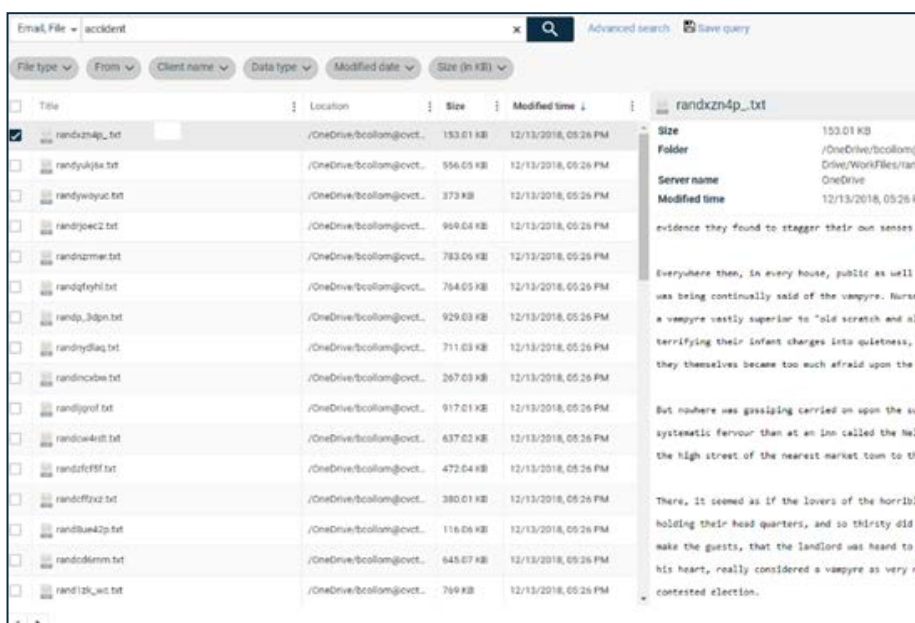 Email, File accident × Advanced search Save query
File type From Client name Data type Modified date Size (in KB)
Title Location Size Modified time ↓ randxzn4p_.txt
randxzn4p_.txt /OneDrive/bcollom@cvct... 153.01 KB 12/13/2018, 05:26 PM
Size 153.01 KB
Folder /OneDrive/bcollom@
Drive/WorkFiles/ran
Server name OneDrive
Modified time 12/13/2018, 05:26 P
randyukj6x.txt /OneDrive/bcollom@cvct... 556.05 KB 12/13/2018, 05:26 PM
randywoyuc.txt /OneDrive/bcollom@cvct... 373 KB 12/13/2018, 05:26 PM
randrjoec2.txt /OneDrive/bcollom@cvct... 969.04 KB 12/13/2018, 05:26 PM
randnzrmer.txt /OneDrive/bcollom@cvct... 783.06 KB 12/13/2018, 05:26 PM
randqfxyhl.txt /OneDrive/bcollom@cvct... 764.05 KB 12/13/2018, 05:26 PM
randp_3dpn.txt /OneDrive/bcollom@cvct... 929.03 KB 12/13/2018, 05:26 PM
randnydlaq.txt /OneDrive/bcollom@cvct... 711.03 KB 12/13/2018, 05:26 PM
randincxbw.txt /OneDrive/bcollom@cvct... 267.03 KB 12/13/2018, 05:26 PM
/OneDrive/bcollom@cvct... 917.01 KB 12/13/2018, 05:26 PM
randcw4rstt.txt /OneDrive/bcollom@cvct... 637.02 KB 12/13/2018, 05:26 PM
randzfcf5f.txt /OneDrive/bcollom@cvct... 472.04 KB 12/13/2018, 05:26 PM
randcffzxz.txt /OneDrive/bcollom@cvct... 380.01 KB 12/13/2018, 05:26 PM
rand8ue42p.txt /OneDrive/bcollom@cvct... 116.06 KB 12/13/2018, 05:26 PM
randcd6mm.txt /OneDrive/bcollom@cvct... 645.07 KB 12/13/2018, 05:26 PM
rand1zk_wc.txt /OneDrive/bcollom@cvct... 769 KB 12/13/2018, 05:26 PM
evidence they found to stagger their own senses
Everywhere then, in every house, public as well
was being continually said of the vampyre. Nurs
a vampyre vastly superior to "old scratch and ol
terrifying their infant charges into quietness,
they themselves became too much afraid upon the
But nowhere was gossiping carried on upon the su
systematic fervour than at an inn called the Nel
the high street of the nearest market town to th
There, it seemed as if the lovers of the horribl
holding their head quarters, and so thirsty did
make the guests, that the landlord was heard to
his heart, really considered a vampyre as very
contested election.